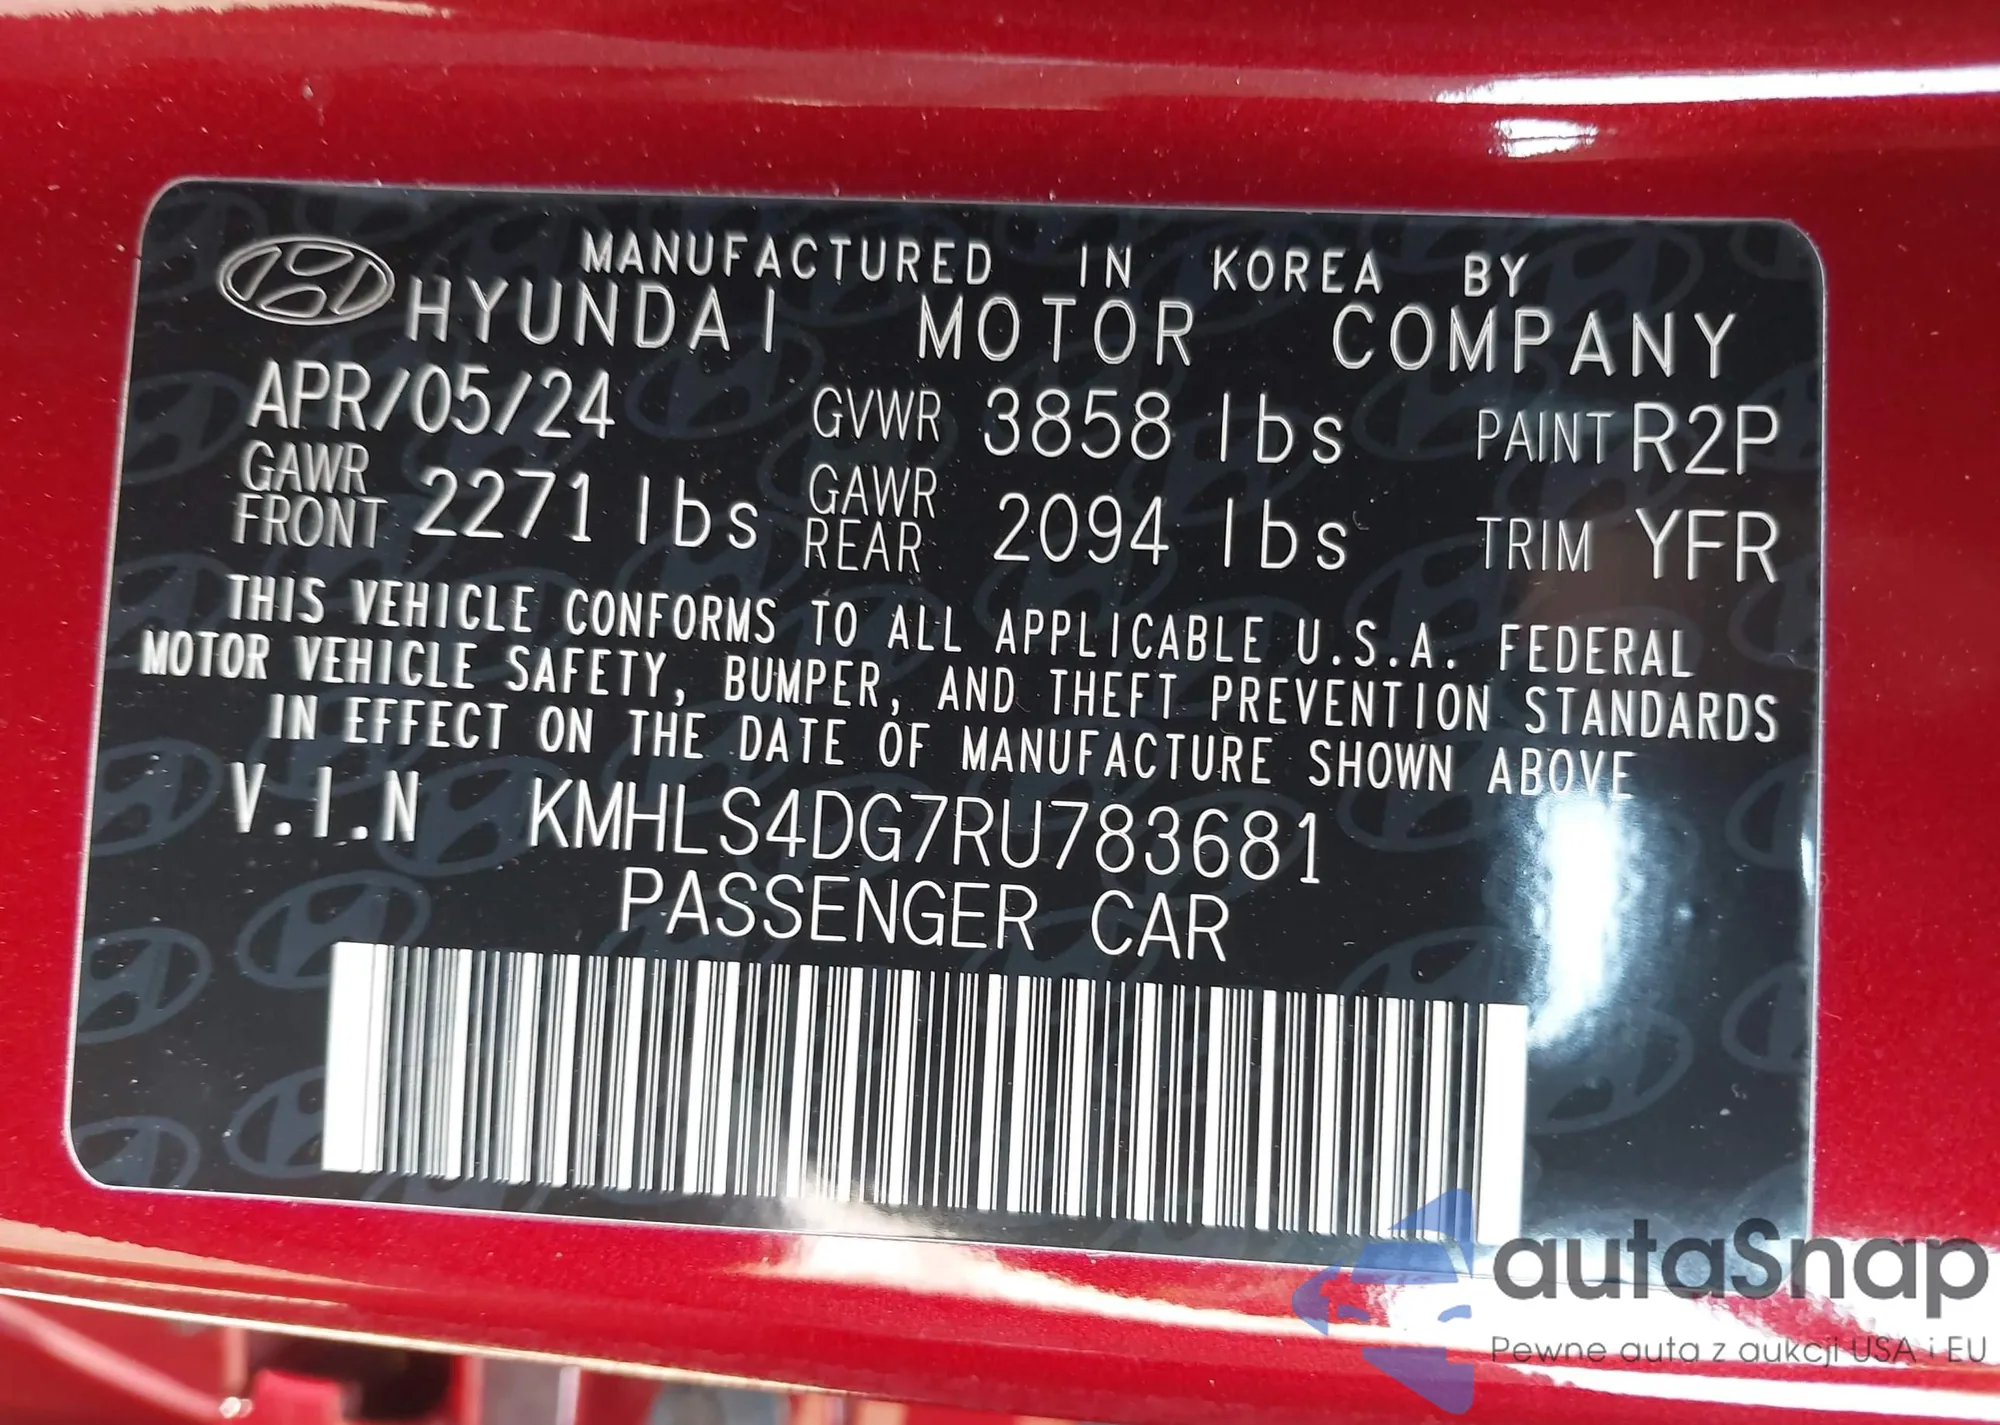 MANUFACTURED IN KOREA BY
HYUNDAI MOTOR COMPANY
APR/05/24 GVWR 3858 lbs PAINT R2P
GAWR FRONT 2271 lbs GAWR REAR 2094 lbs TRIM YFR
THIS VEHICLE CONFORMS TO ALL APPLICABLE U.S.A. FEDERAL
MOTOR VEHICLE SAFETY, BUMPER, AND THEFT PREVENTION STANDARDS
IN EFFECT ON THE DATE OF MANUFACTURE SHOWN ABOVE
V.I.N KMHLS4DG7RU783681
PASSENGER CAR
autaSnap
Pewne auta z aukcji USA i EU